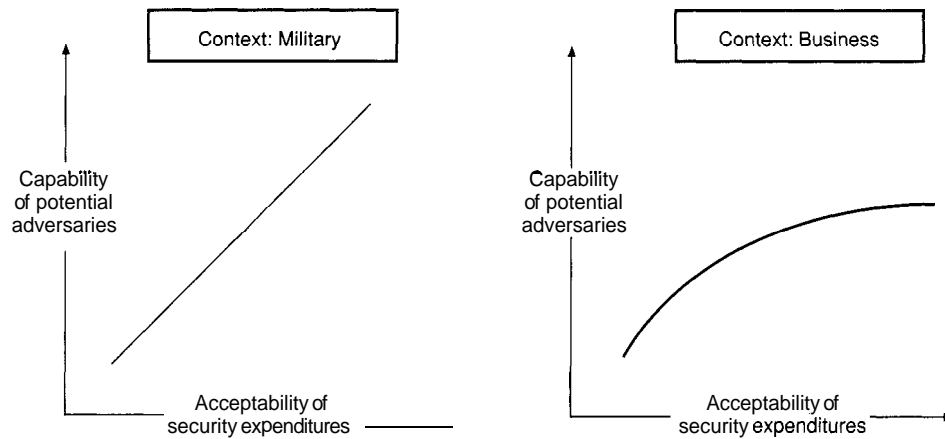 Context: Military
Capability
of potential
adversaries
Acceptability of
security expenditures
Context: Business
Capability
of potential
adversaries
Acceptability of
security expenditures